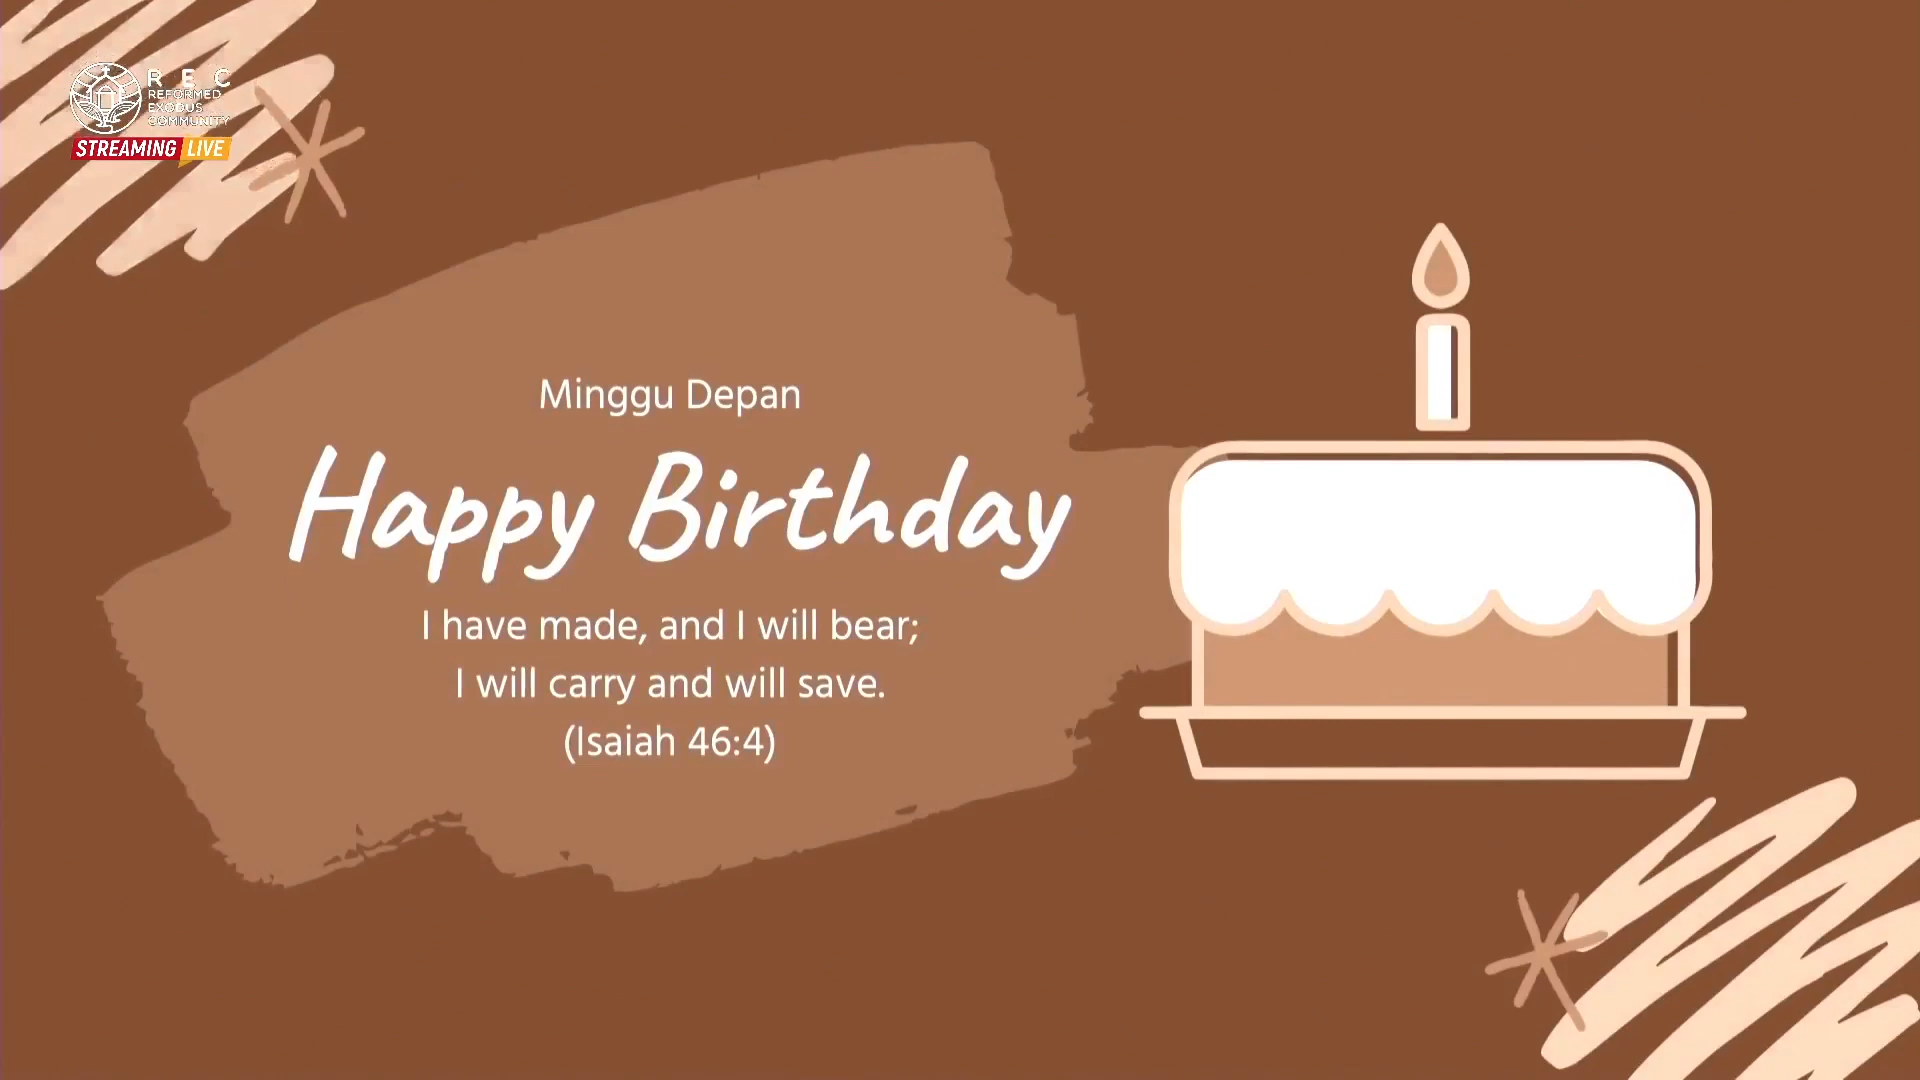 REC
REFORMED
EXODUS
COMMUNITY
STREAMING LIVE
Minggu Depan
Happy Birthday
I have made, and I will bear;
I will carry and will save.
(Isaiah 46:4)